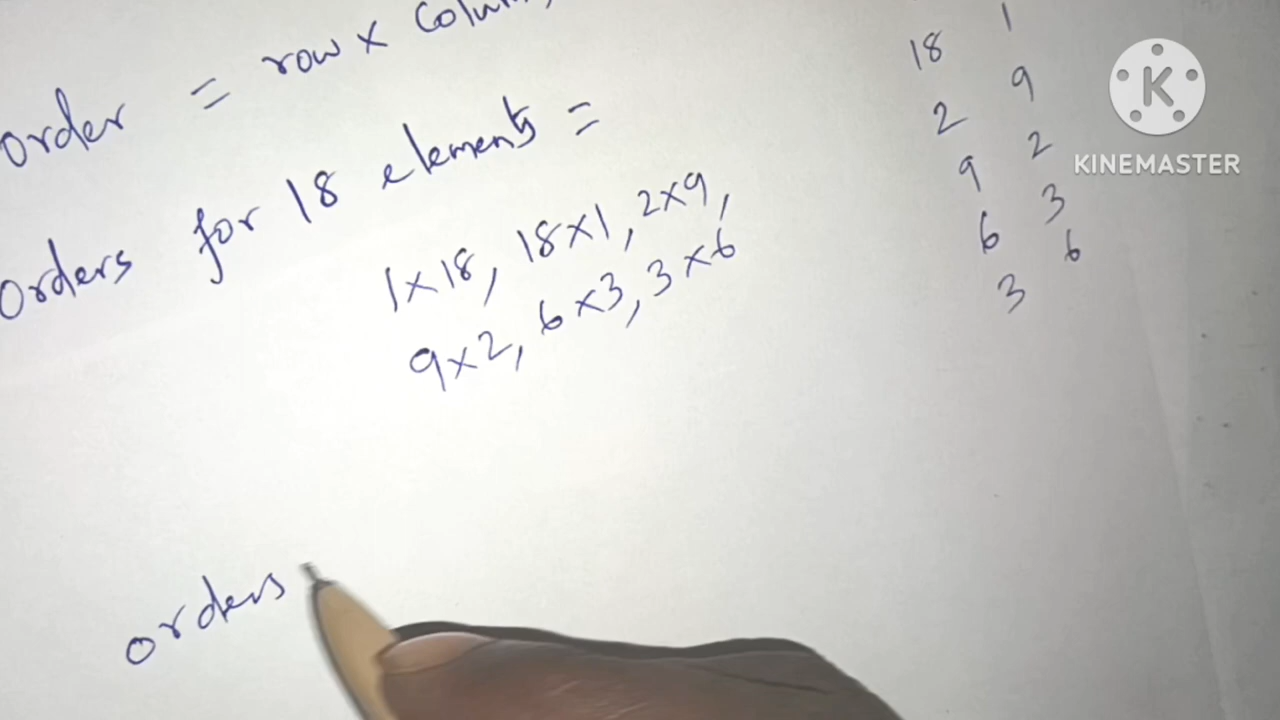 order = row x Column
Orders for 18 elements =
1x18, 18x1, 2x9,
9x2, 6x3, 3x6
orders
18 1
2 9
9 2
6 3
3 6
K
KINEMASTER